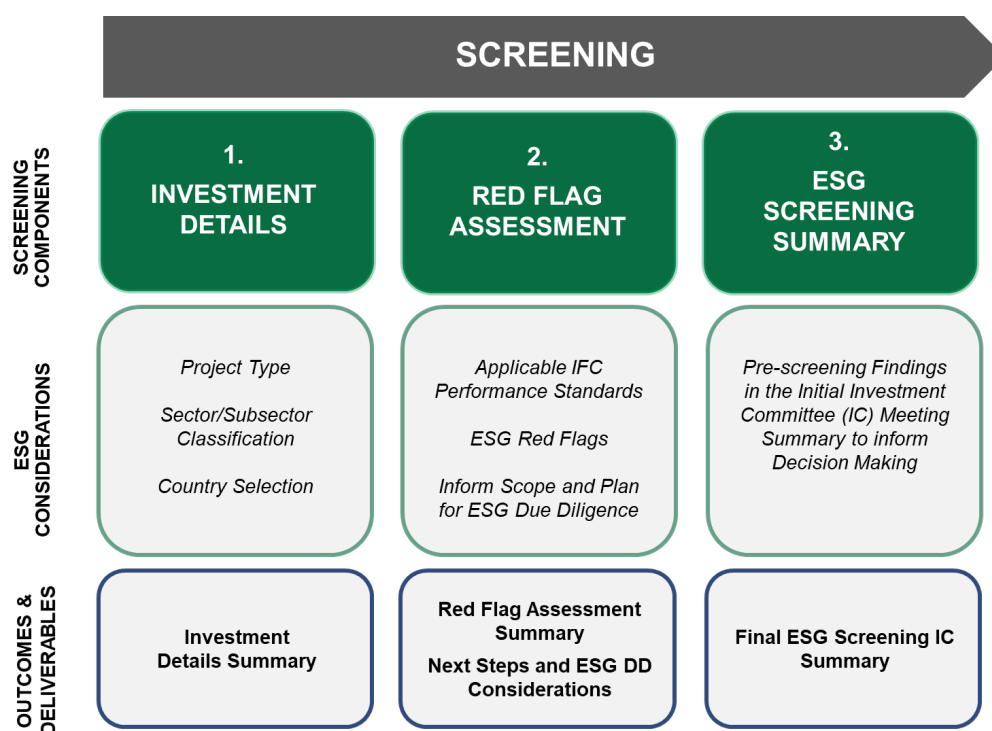 SCREENING
SCREENING
COMPONENTS
1.
INVESTMENT
DETAILS
2.
RED FLAG
ASSESSMENT
3.
ESG
SCREENING
SUMMARY
ESG
CONSIDERATIONS
Project Type
Sector/Subsector
Classification
Country Selection
Applicable IFC
Performance Standards
ESG Red Flags
Inform Scope and Plan
for ESG Due Diligence
Pre-screening Findings
in the Initial Investment
Committee (IC) Meeting
Summary to inform
Decision Making
OUTCOMES &
DELIVERABLES
Investment
Details Summary
Red Flag Assessment
Summary
Next Steps and ESG DD
Considerations
Final ESG Screening IC
Summary